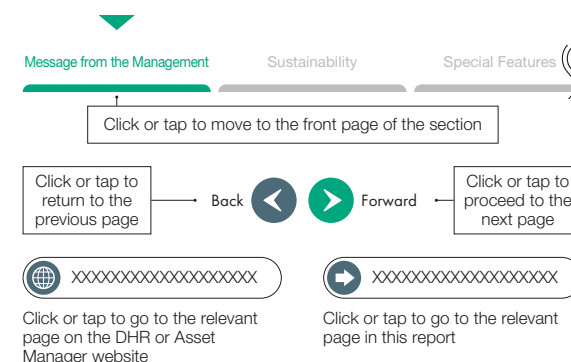 Message from the Management
Sustainability
Special Features
Click or tap to move to the front page of the section
Click or tap to
return to the
previous page
Back
Forward
Click or tap to
proceed to the
next page
XXXXXXXXXXXXXXXXXXX
XXXXXXXXXXXXXXXXXXX
Click or tap to go to the relevant
page on the DHR or Asset
Manager website
Click or tap to go to the relevant
page in this report